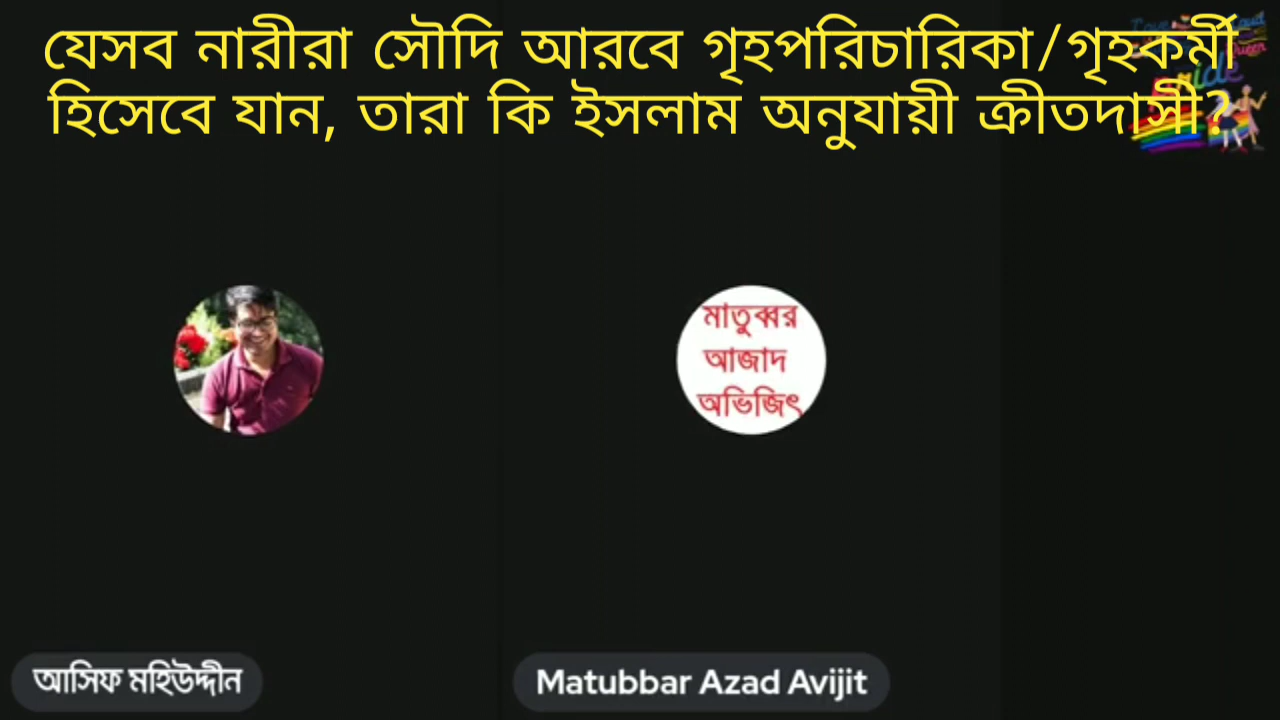 যেসব নারীরা সৌদি আরবে গৃহপরিচারিকা/গৃহকর্মী
হিসেবে যান, তারা কি ইসলাম অনুযায়ী ক্রীতদাসী?
মাতুব্বর
আজাদ
অভিজিৎ
আসিফ মহিউদ্দীন
Matubbar Azad Avijit